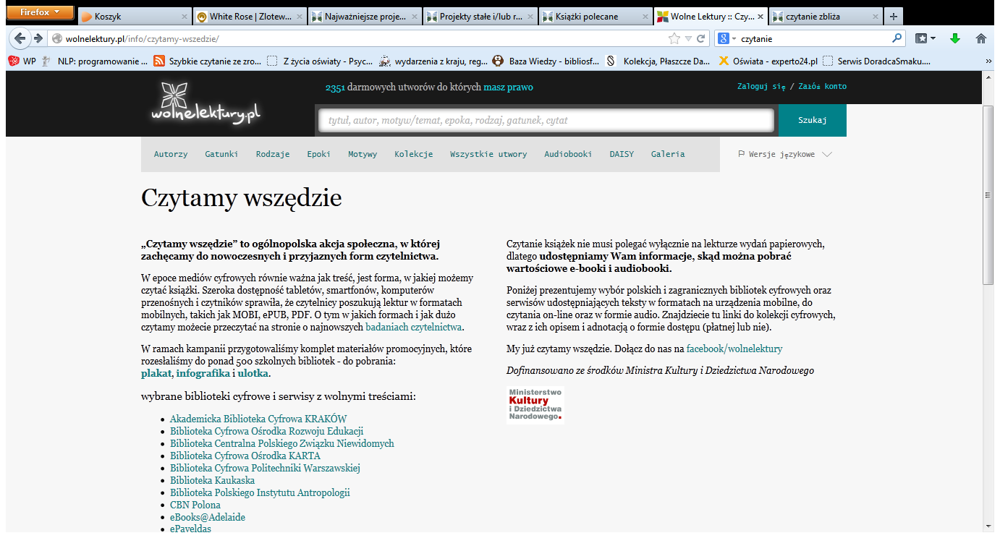 Firefox
Koszyk
White Rose | Zlotew...
Najważniejsze proje...
Projekty stałe i/lub r...
Książki polecane
Wolne Lektury :: Czy...
czytanie zbliża
wolnelektury.pl/info/czytamy-wszedzie/
czytanie
WP
NLP: programowanie ...
Szybkie czytanie ze zro...
Z życia oświaty - Psyc...
wydarzenia z kraju, reg...
Baza Wiedzy - bibliosf...
Kolekcja, Płaszcze Da...
Oświata - experto24.pl
Serwis DoradcaSmaku....
wolnelektury.pl
2351 darmowych utworów do których masz prawo
Zaloguj się / Załóż konto
tytuł, autor, motyw/temat, epoka, rodzaj, gatunek, cytat
Szukaj
Autorzy Gatunki Rodzaje Epoki Motywy Kolekcje Wszystkie utwory Audiobooki DAISY Galeria
Wersje językowe
Czytamy wszędzie
„Czytamy wszędzie” to ogólnopolska akcja społeczna, w której
zachęcamy do nowoczesnych i przyjaznych form czytelnictwa.
W epoce mediów cyfrowych równie ważna jak treść, jest forma, w jakiej możemy
czytać książki. Szeroka dostępność tabletów, smartfonów, komputerów
przenośnych i czytników sprawiła, że czytelnicy poszukują lektur w formatach
mobilnych, takich jak MOBI, ePUB, PDF. O tym w jakich formach i jak dużo
czytamy możecie przeczytać na stronie o najnowszych badaniach czytelnictwa.
W ramach kampanii przygotowaliśmy komplet materiałów promocyjnych, które
rozesłaliśmy do ponad 500 szkolnych bibliotek - do pobrania:
plakat, infografika i ulotka.
wybrane biblioteki cyfrowe i serwisy z wolnymi treściami:
Akademicka Biblioteka Cyfrowa KRAKÓW
Biblioteka Cyfrowa Ośrodka Rozwoju Edukacji
Biblioteka Centralna Polskiego Związku Niewidomych
Biblioteka Cyfrowa Ośrodka KARTA
Biblioteka Cyfrowa Politechniki Warszawskiej
Biblioteka Kaukaska
Biblioteka Polskiego Instytutu Antropologii
CBN Polona
eBooks@Adelaide
ePaveldas
Czytanie książek nie musi polegać wyłącznie na lekturze wydań papierowych,
dlatego udostępniamy Wam informacje, skąd można pobrać
wartościowe e-booki i audiobooki.
Poniżej prezentujemy wybór polskich i zagranicznych bibliotek cyfrowych oraz
serwisów udostępniających teksty w formatach na urządzenia mobilne, do
czytania on-line oraz w formie audio. Znajdziecie tu linki do kolekcji cyfrowych,
wraz z ich opisem i adnotacją o formie dostępu (płatnej lub nie).
My już czytamy wszędzie. Dołącz do nas na facebook/wolnelektury
Dofinansowano ze środków Ministra Kultury i Dziedzictwa Narodowego
Ministerstwo
Kultury
i Dziedzictwa
Narodowego.